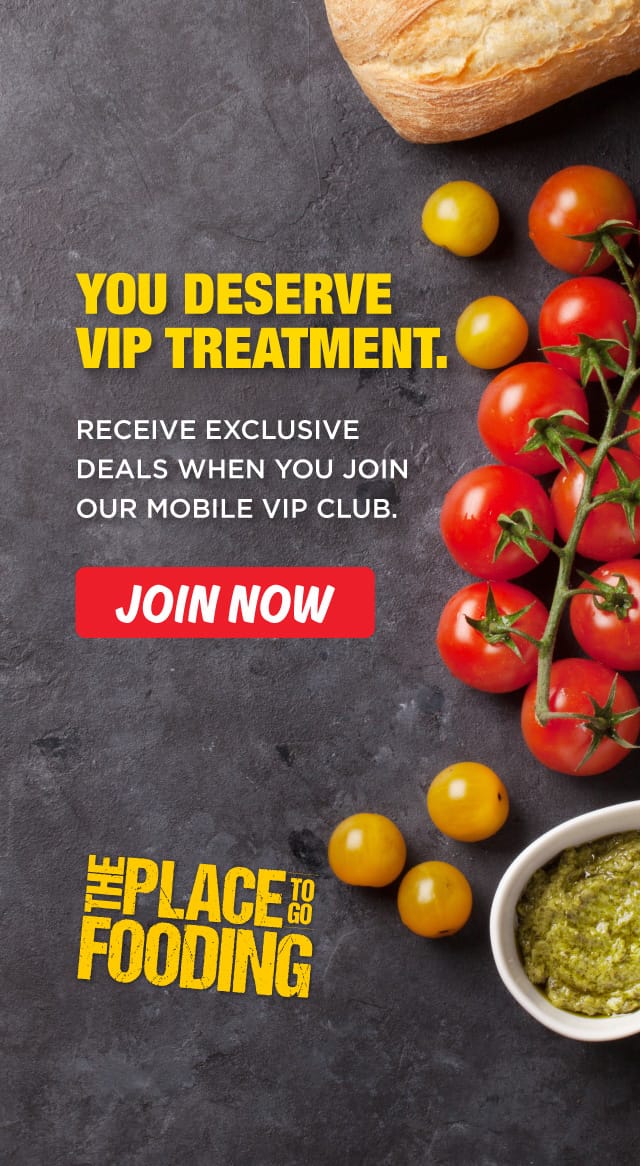 YOU DESERVE
VIP TREATMENT.
RECEIVE EXCLUSIVE
DEALS WHEN YOU JOIN
OUR MOBILE VIP CLUB.
JOIN NOW
THE PLACE TO GO
FOODING